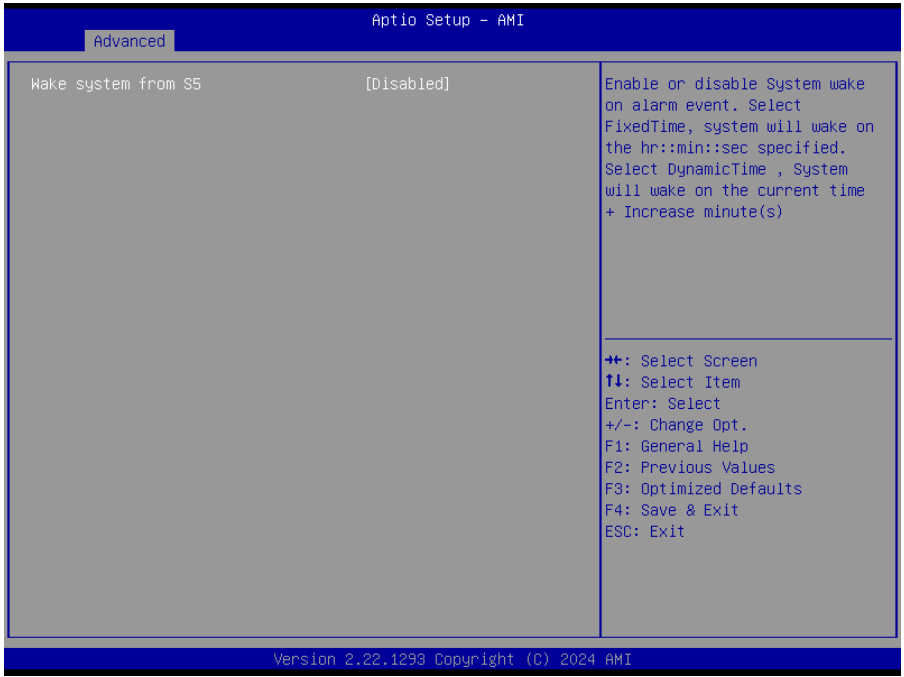 Aptio Setup – AMI
Advanced
Wake system from S5 [Disabled]
Enable or disable System wake
on alarm event. Select
FixedTime, system will wake on
the hr::min::sec specified.
Select DynamicTime , System
will wake on the current time
+ Increase minute(s)
→←: Select Screen
↑↓: Select Item
Enter: Select
+/-: Change Opt.
F1: General Help
F2: Previous Values
F3: Optimized Defaults
F4: Save & Exit
ESC: Exit
Version 2.22.1293 Copyright (C) 2024 AMI